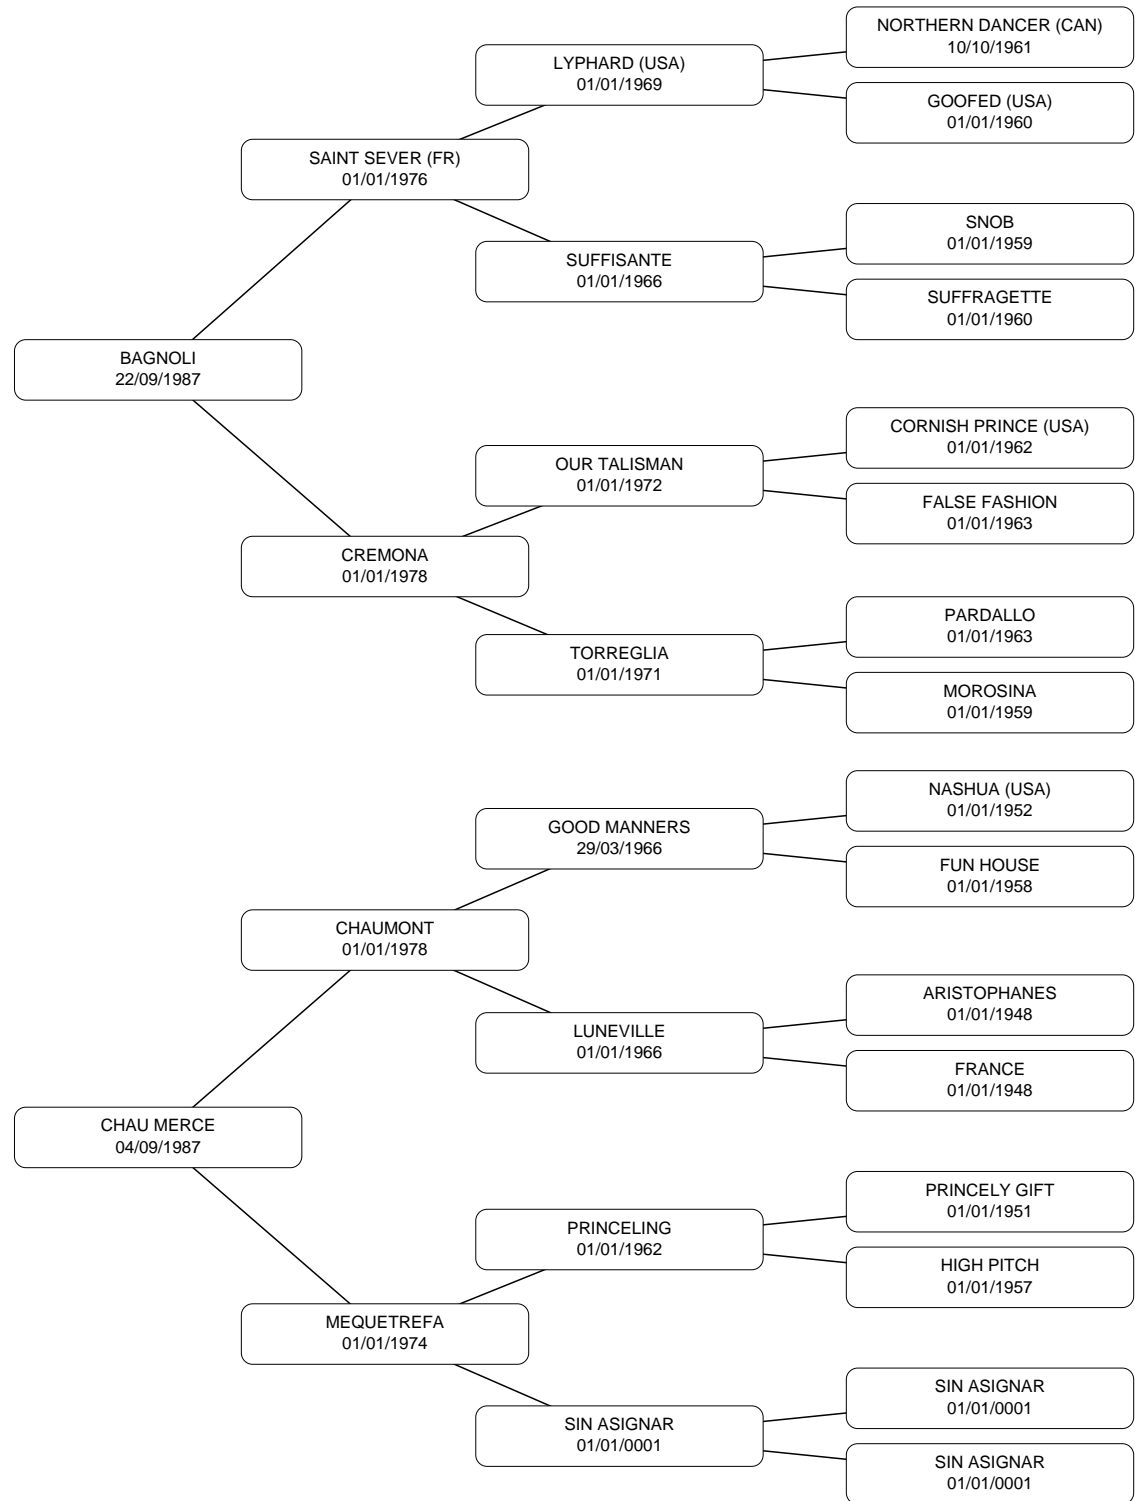 NORTHERN DANCER (CAN)
10/10/1961
LYPHARD (USA)
01/01/1969
GOOFED (USA)
01/01/1960
SAINT SEVER (FR)
01/01/1976
SNOB
01/01/1959
SUFFISANTE
01/01/1966
SUFFRAGETTE
01/01/1960
BAGNOLI
22/09/1987
CORNISH PRINCE (USA)
01/01/1962
OUR TALISMAN
01/01/1972
FALSE FASHION
01/01/1963
CREMONA
01/01/1978
PARDALLO
01/01/1963
TORREGLIA
01/01/1971
MOROSINA
01/01/1959
NASHUA (USA)
01/01/1952
GOOD MANNERS
29/03/1966
FUN HOUSE
01/01/1958
CHAUMONT
01/01/1978
ARISTOPHANES
01/01/1948
LUNEVILLE
01/01/1966
FRANCE
01/01/1948
CHAU MERCE
04/09/1987
PRINCELY GIFT
01/01/1951
PRINCELING
01/01/1962
HIGH PITCH
01/01/1957
MEQUETREFA
01/01/1974
SIN ASIGNAR
01/01/0001
SIN ASIGNAR
01/01/0001
SIN ASIGNAR
01/01/0001